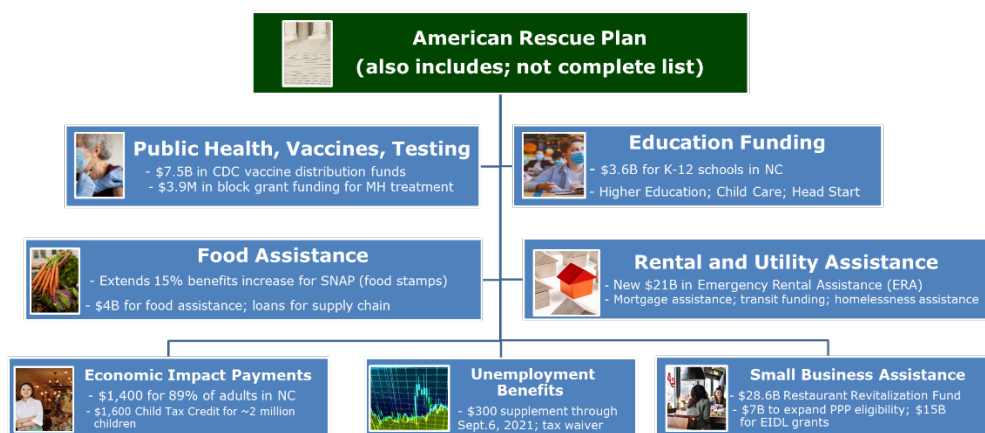 American Rescue Plan
(also includes; not complete list)
Public Health, Vaccines, Testing
- $7.5B in CDC vaccine distribution funds
- $3.9M in block grant funding for MH treatment
Education Funding
- $3.6B for K-12 schools in NC
- Higher Education; Child Care; Head Start
Food Assistance
- Extends 15% benefits increase for SNAP (food stamps)
- $4B for food assistance; loans for supply chain
Rental and Utility Assistance
- New $21B in Emergency Rental Assistance (ERA)
- Mortgage assistance; transit funding; homelessness assistance
Economic Impact Payments
- $1,400 for 89% of adults in NC
- $1,600 Child Tax Credit for ~2 million
children
Unemployment
Benefits
- $300 supplement through
Sept.6, 2021; tax waiver
Small Business Assistance
- $28.6B Restaurant Revitalization Fund
- $7B to expand PPP eligibility; $15B
for EIDL grants